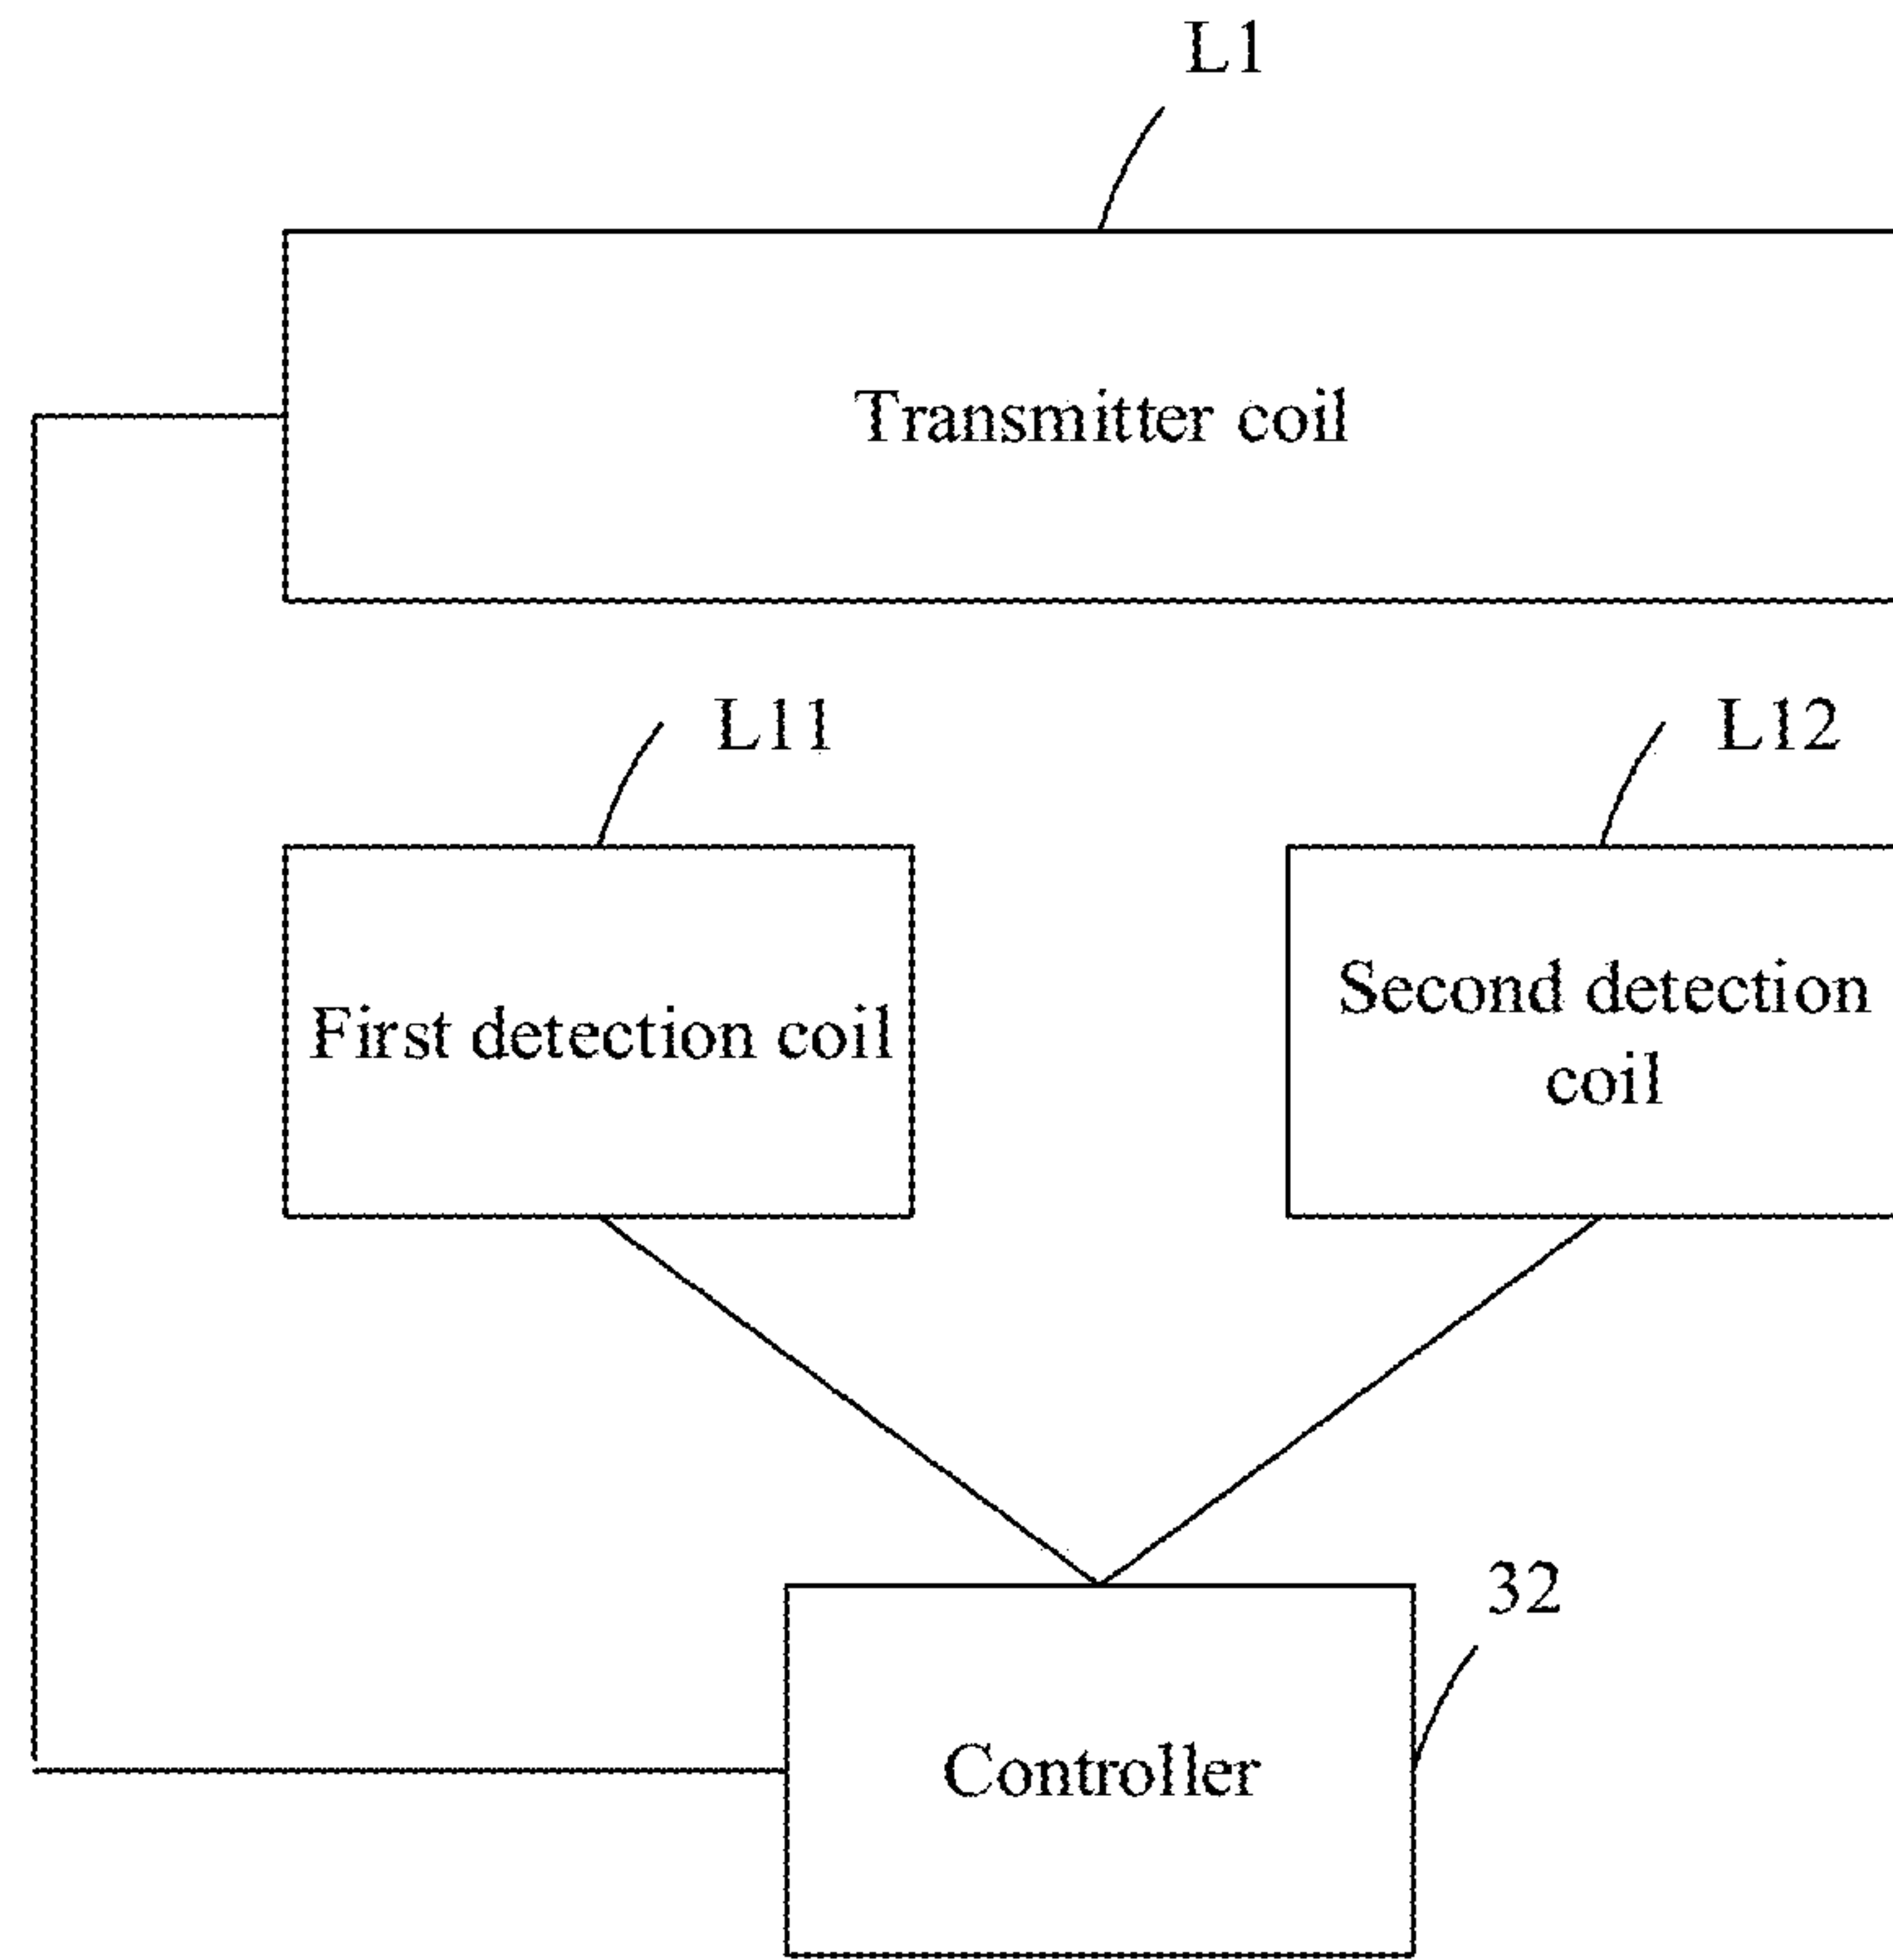 L1
Transmitter coil
L11
L12
First detection coil
Second detection
coil
32
Controller